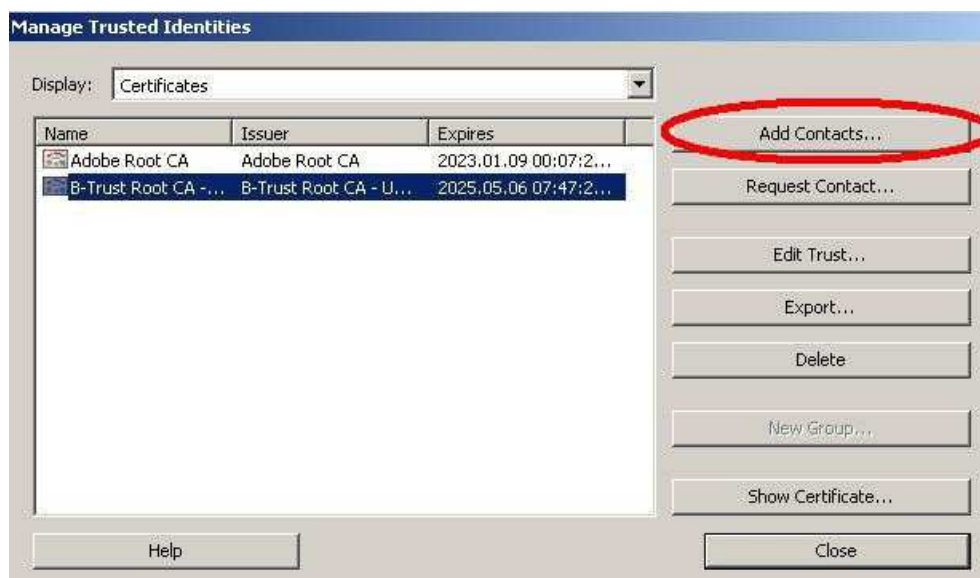 Manage Trusted Identities
Display: Certificates
Name Issuer Expires
Adobe Root CA Adobe Root CA 2023.01.09 00:07:2...
B-Trust Root CA -... B-Trust Root CA - U... 2025.05.06 07:47:2...
Add Contacts...
Request Contact...
Edit Trust...
Export...
Delete
New Group...
Show Certificate...
Help
Close